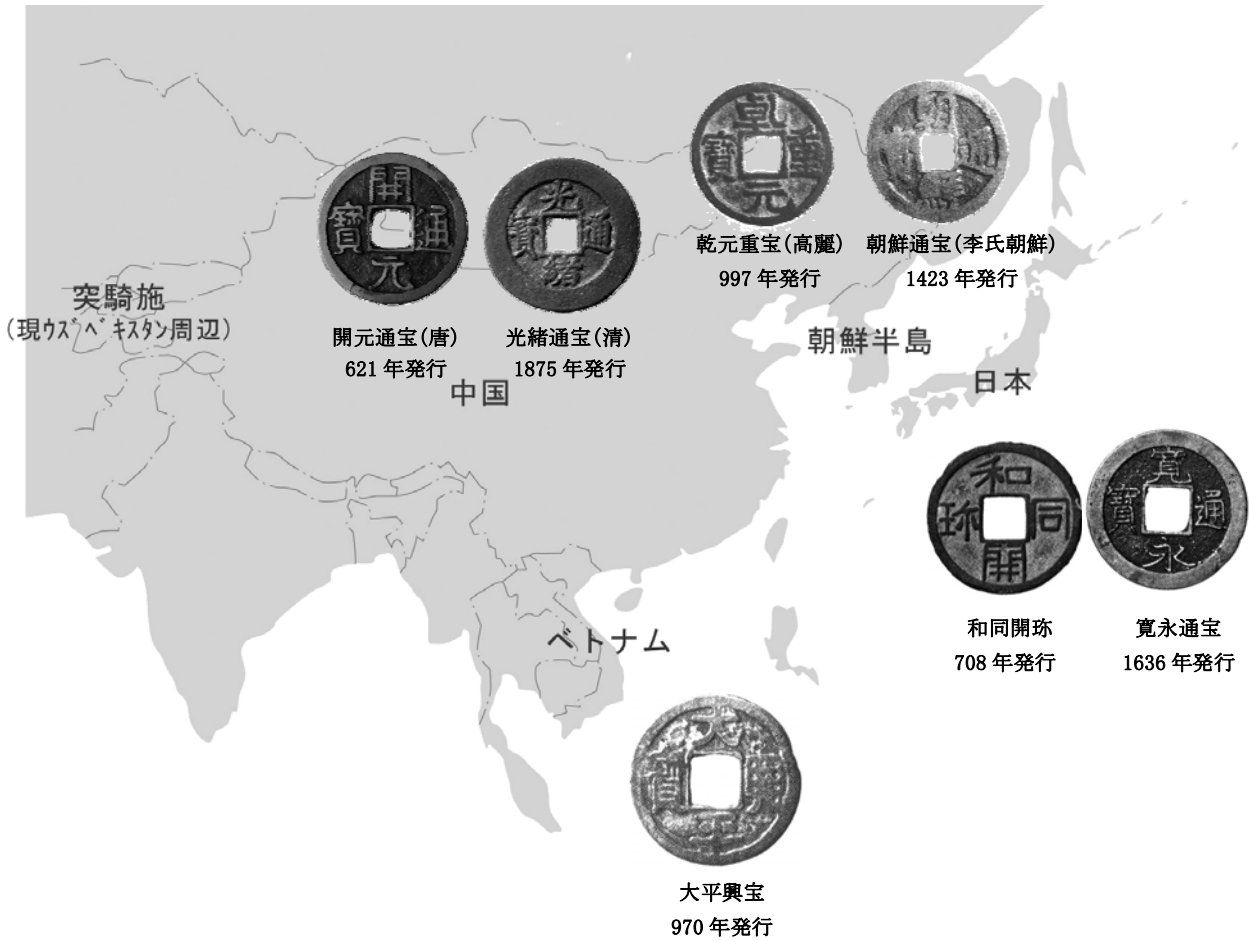 乾元重宝(高麗)
997年発行
朝鮮通宝(李氏朝鮮)
1423年発行
突騎施
(現ウズベキスタン周辺)
開元通宝(唐)
621年発行
光緒通宝(清)
1875年発行
中国
朝鮮半島
日本
和同開珎
708年発行
寛永通宝
1636年発行
ベトナム
大平興宝
970年発行
乾
寶 重
元
開
寶 通
元
光
寶 通
緒
和
珎 同
開
寛
寶 通
永
大
寶 興
平